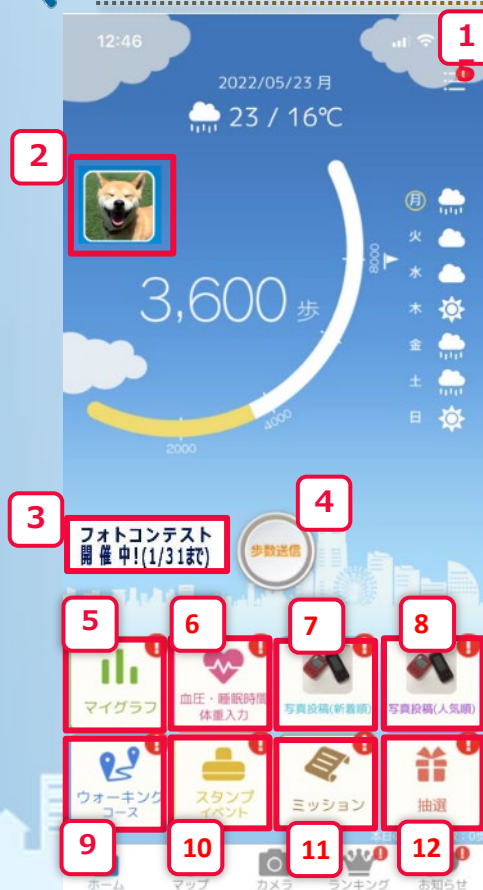 12:46
1
5
2022/05/23 月
23 / 16℃
2
月
火
水
木
金
土
日
8000
3,600 歩
4000
2000
3
フォトコンテスト
開催中!(1/31まで)
4
歩数送信
5
6
7
8
マイグラフ
血圧・睡眠時間
体重入力
写真投稿(新着順)
写真投稿(人気順)
ウォーキング
コース
スタンプ
イベント
ミッション
抽選
9
10
11
12
ホーム
マップ
カメラ
ランキング
お知らせ